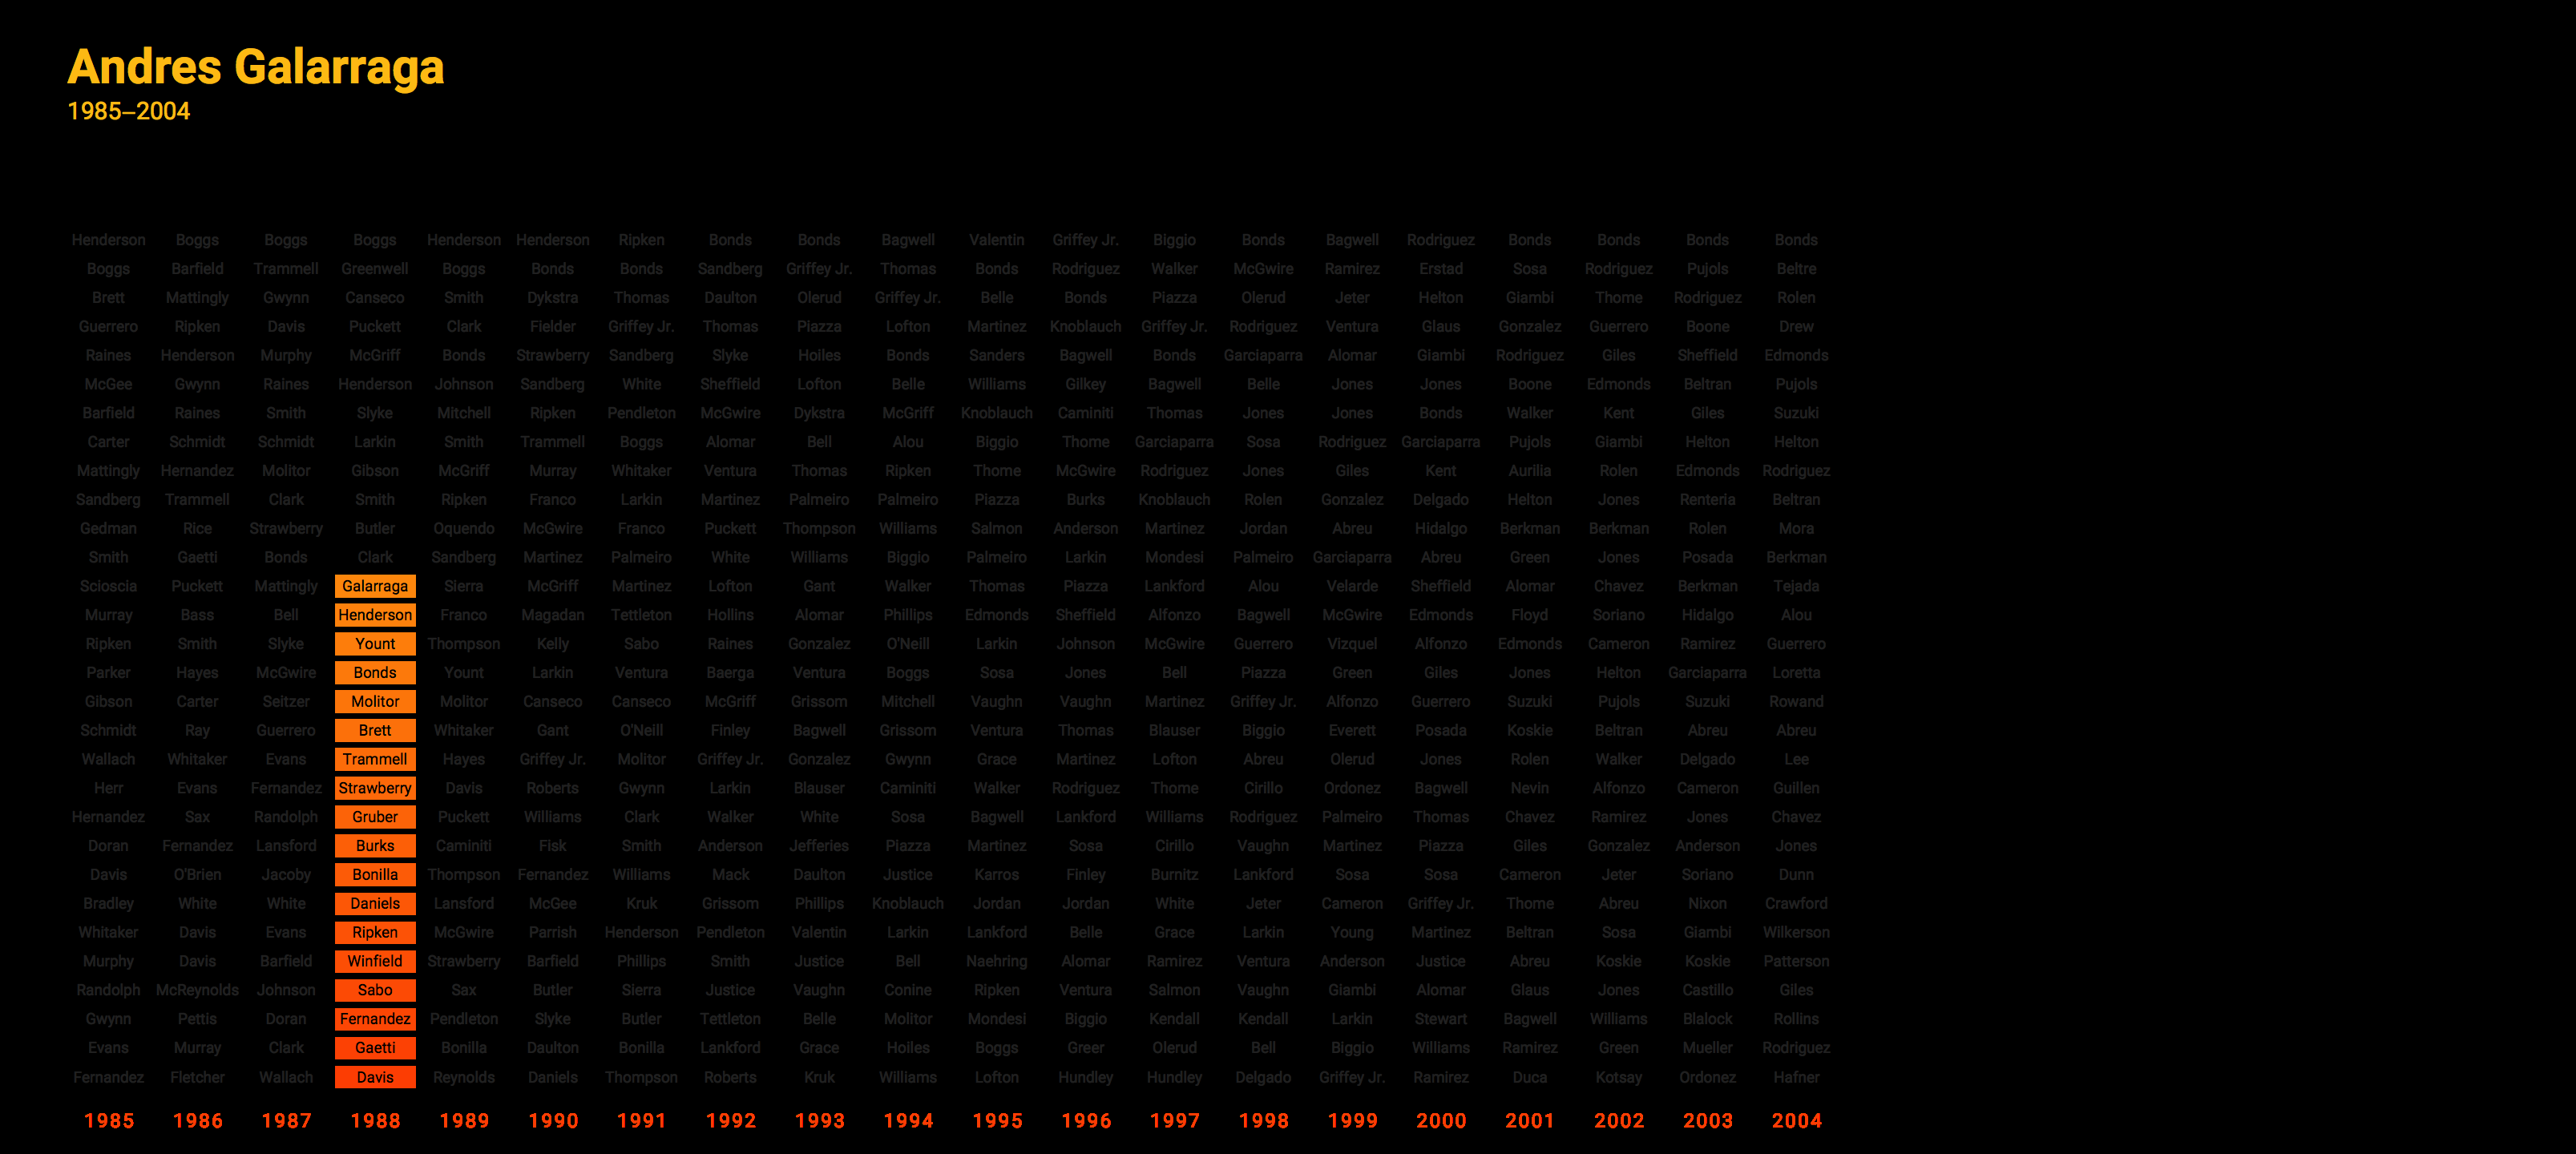 Andres Galarraga
1985–2004
Henderson Boggs Boggs Boggs Henderson Henderson Ripken Bonds Bonds Bagwell Valentin Griffey Jr. Biggio Bonds Bagwell Rodriguez Bonds Bonds Bonds Bonds
Boggs Barfield Trammell Greenwell Boggs Bonds Bonds Sandberg Griffey Jr. Thomas Bonds Rodriguez Walker McGwire Ramirez Erstad Sosa Rodriguez Pujols Beltre
Brett Mattingly Gwynn Canseco Smith Dykstra Thomas Daulton Olerud Griffey Jr. Belle Bonds Piazza Olerud Jeter Helton Giambi Thome Rodriguez Rolen
Guerrero Ripken Davis Puckett Clark Fielder Griffey Jr. Thomas Piazza Lofton Martinez Knoblauch Griffey Jr. Rodriguez Ventura Glaus Gonzalez Guerrero Boone Drew
Raines Henderson Murphy McGriff Bonds Strawberry Sandberg Slyke Hoiles Bonds Sanders Bagwell Bonds Garciaparra Alomar Giambi Rodriguez Giles Sheffield Edmonds
McGee Gwynn Raines Henderson Johnson Sandberg White Sheffield Lofton Belle Williams Gilkey Bagwell Belle Jones Jones Boone Edmonds Beltran Pujols
Barfield Raines Smith Slyke Mitchell Ripken Pendleton McGwire Dykstra McGriff Knoblauch Caminiti Thomas Jones Jones Bonds Walker Kent Giles Suzuki
Carter Schmidt Schmidt Larkin Smith Trammell Boggs Alomar Bell Alou Biggio Thome Garciaparra Sosa Rodriguez Garciaparra Pujols Giambi Helton Helton
Mattingly Hernandez Molitor Gibson McGriff Murray Whitaker Ventura Thomas Ripken Thome McGwire Rodriguez Jones Giles Kent Aurilia Rolen Edmonds Rodriguez
Sandberg Trammell Clark Smith Ripken Franco Larkin Martinez Palmeiro Palmeiro Piazza Burks Knoblauch Rolen Gonzalez Delgado Helton Jones Renteria Beltran
Gedman Rice Strawberry Butler Oquendo McGwire Franco Puckett Thompson Williams Salmon Anderson Martinez Jordan Abreu Hidalgo Berkman Berkman Rolen Mora
Smith Gaetti Bonds Clark Sandberg Martinez Palmeiro White Williams Biggio Palmeiro Larkin Mondesi Palmeiro Garciaparra Abreu Green Jones Posada Berkman
Scioscia Puckett Mattingly Galarraga Sierra McGriff Martinez Lofton Gant Walker Thomas Piazza Lankford Alou Velarde Sheffield Alomar Chavez Berkman Tejada
Murray Bass Bell Henderson Franco Magadan Tettleton Hollins Alomar Phillips Edmonds Sheffield Alfonzo Bagwell McGwire Edmonds Floyd Soriano Hidalgo Alou
Ripken Smith Slyke Yount Thompson Kelly Sabo Raines Gonzalez O'Neill Larkin Johnson McGwire Guerrero Vizquel Alfonzo Edmonds Cameron Ramirez Guerrero
Parker Hayes McGwire Bonds Yount Larkin Ventura Baerga Ventura Boggs Sosa Jones Bell Piazza Green Giles Jones Helton Garciaparra Loretta
Gibson Carter Seitzer Molitor Molitor Canseco Canseco McGriff Grissom Mitchell Vaughn Vaughn Martinez Griffey Jr. Alfonzo Guerrero Suzuki Pujols Suzuki Rowand
Schmidt Ray Guerrero Brett Whitaker Gant O'Neill Finley Bagwell Grissom Ventura Thomas Blauser Biggio Everett Posada Koskie Beltran Abreu Abreu
Wallach Whitaker Evans Trammell Hayes Griffey Jr. Molitor Griffey Jr. Gonzalez Gwynn Grace Martinez Lofton Abreu Olerud Jones Rolen Walker Delgado Lee
Herr Evans Fernandez Strawberry Davis Roberts Gwynn Larkin Blauser Caminiti Walker Rodriguez Thome Cirillo Ordonez Bagwell Nevin Alfonzo Cameron Guillen
Hernandez Sax Randolph Gruber Puckett Williams Clark Walker White Sosa Bagwell Lankford Williams Rodriguez Palmeiro Thomas Chavez Ramirez Jones Chavez
Doran Fernandez Lansford Burks Caminiti Fisk Smith Anderson Jefferies Piazza Martinez Sosa Cirillo Vaughn Martinez Piazza Giles Gonzalez Anderson Jones
Davis O'Brien Jacoby Bonilla Thompson Fernandez Williams Mack Daulton Justice Karros Finley Burnitz Lankford Sosa Sosa Cameron Jeter Soriano Dunn
Bradley White White Daniels Lansford McGee Kruk Grissom Phillips Knoblauch Jordan Jordan White Jeter Cameron Griffey Jr. Thome Abreu Nixon Crawford
Whitaker Davis Evans Ripken McGwire Parrish Henderson Pendleton Valentin Larkin Lankford Belle Grace Larkin Young Martinez Beltran Sosa Giambi Wilkerson
Murphy Davis Barfield Winfield Strawberry Barfield Phillips Smith Justice Bell Naehring Alomar Ramirez Ventura Anderson Justice Abreu Koskie Koskie Patterson
Randolph McReynolds Johnson Sabo Sax Butler Sierra Justice Vaughn Conine Ripken Ventura Salmon Vaughn Giambi Alomar Glaus Jones Castillo Giles
Gwynn Pettis Doran Fernandez Pendleton Slyke Butler Tettleton Belle Molitor Mondesi Biggio Kendall Kendall Larkin Stewart Bagwell Williams Blalock Rollins
Evans Murray Clark Gaetti Bonilla Daulton Bonilla Lankford Grace Hoiles Boggs Greer Olerud Bell Biggio Williams Ramirez Green Mueller Rodriguez
Fernandez Fletcher Wallach Davis Reynolds Daniels Thompson Roberts Kruk Williams Lofton Hundley Hundley Delgado Griffey Jr. Ramirez Duca Kotsay Ordonez Hafner
1985 1986 1987 1988 1989 1990 1991 1992 1993 1994 1995 1996 1997 1998 1999 2000 2001 2002 2003 2004